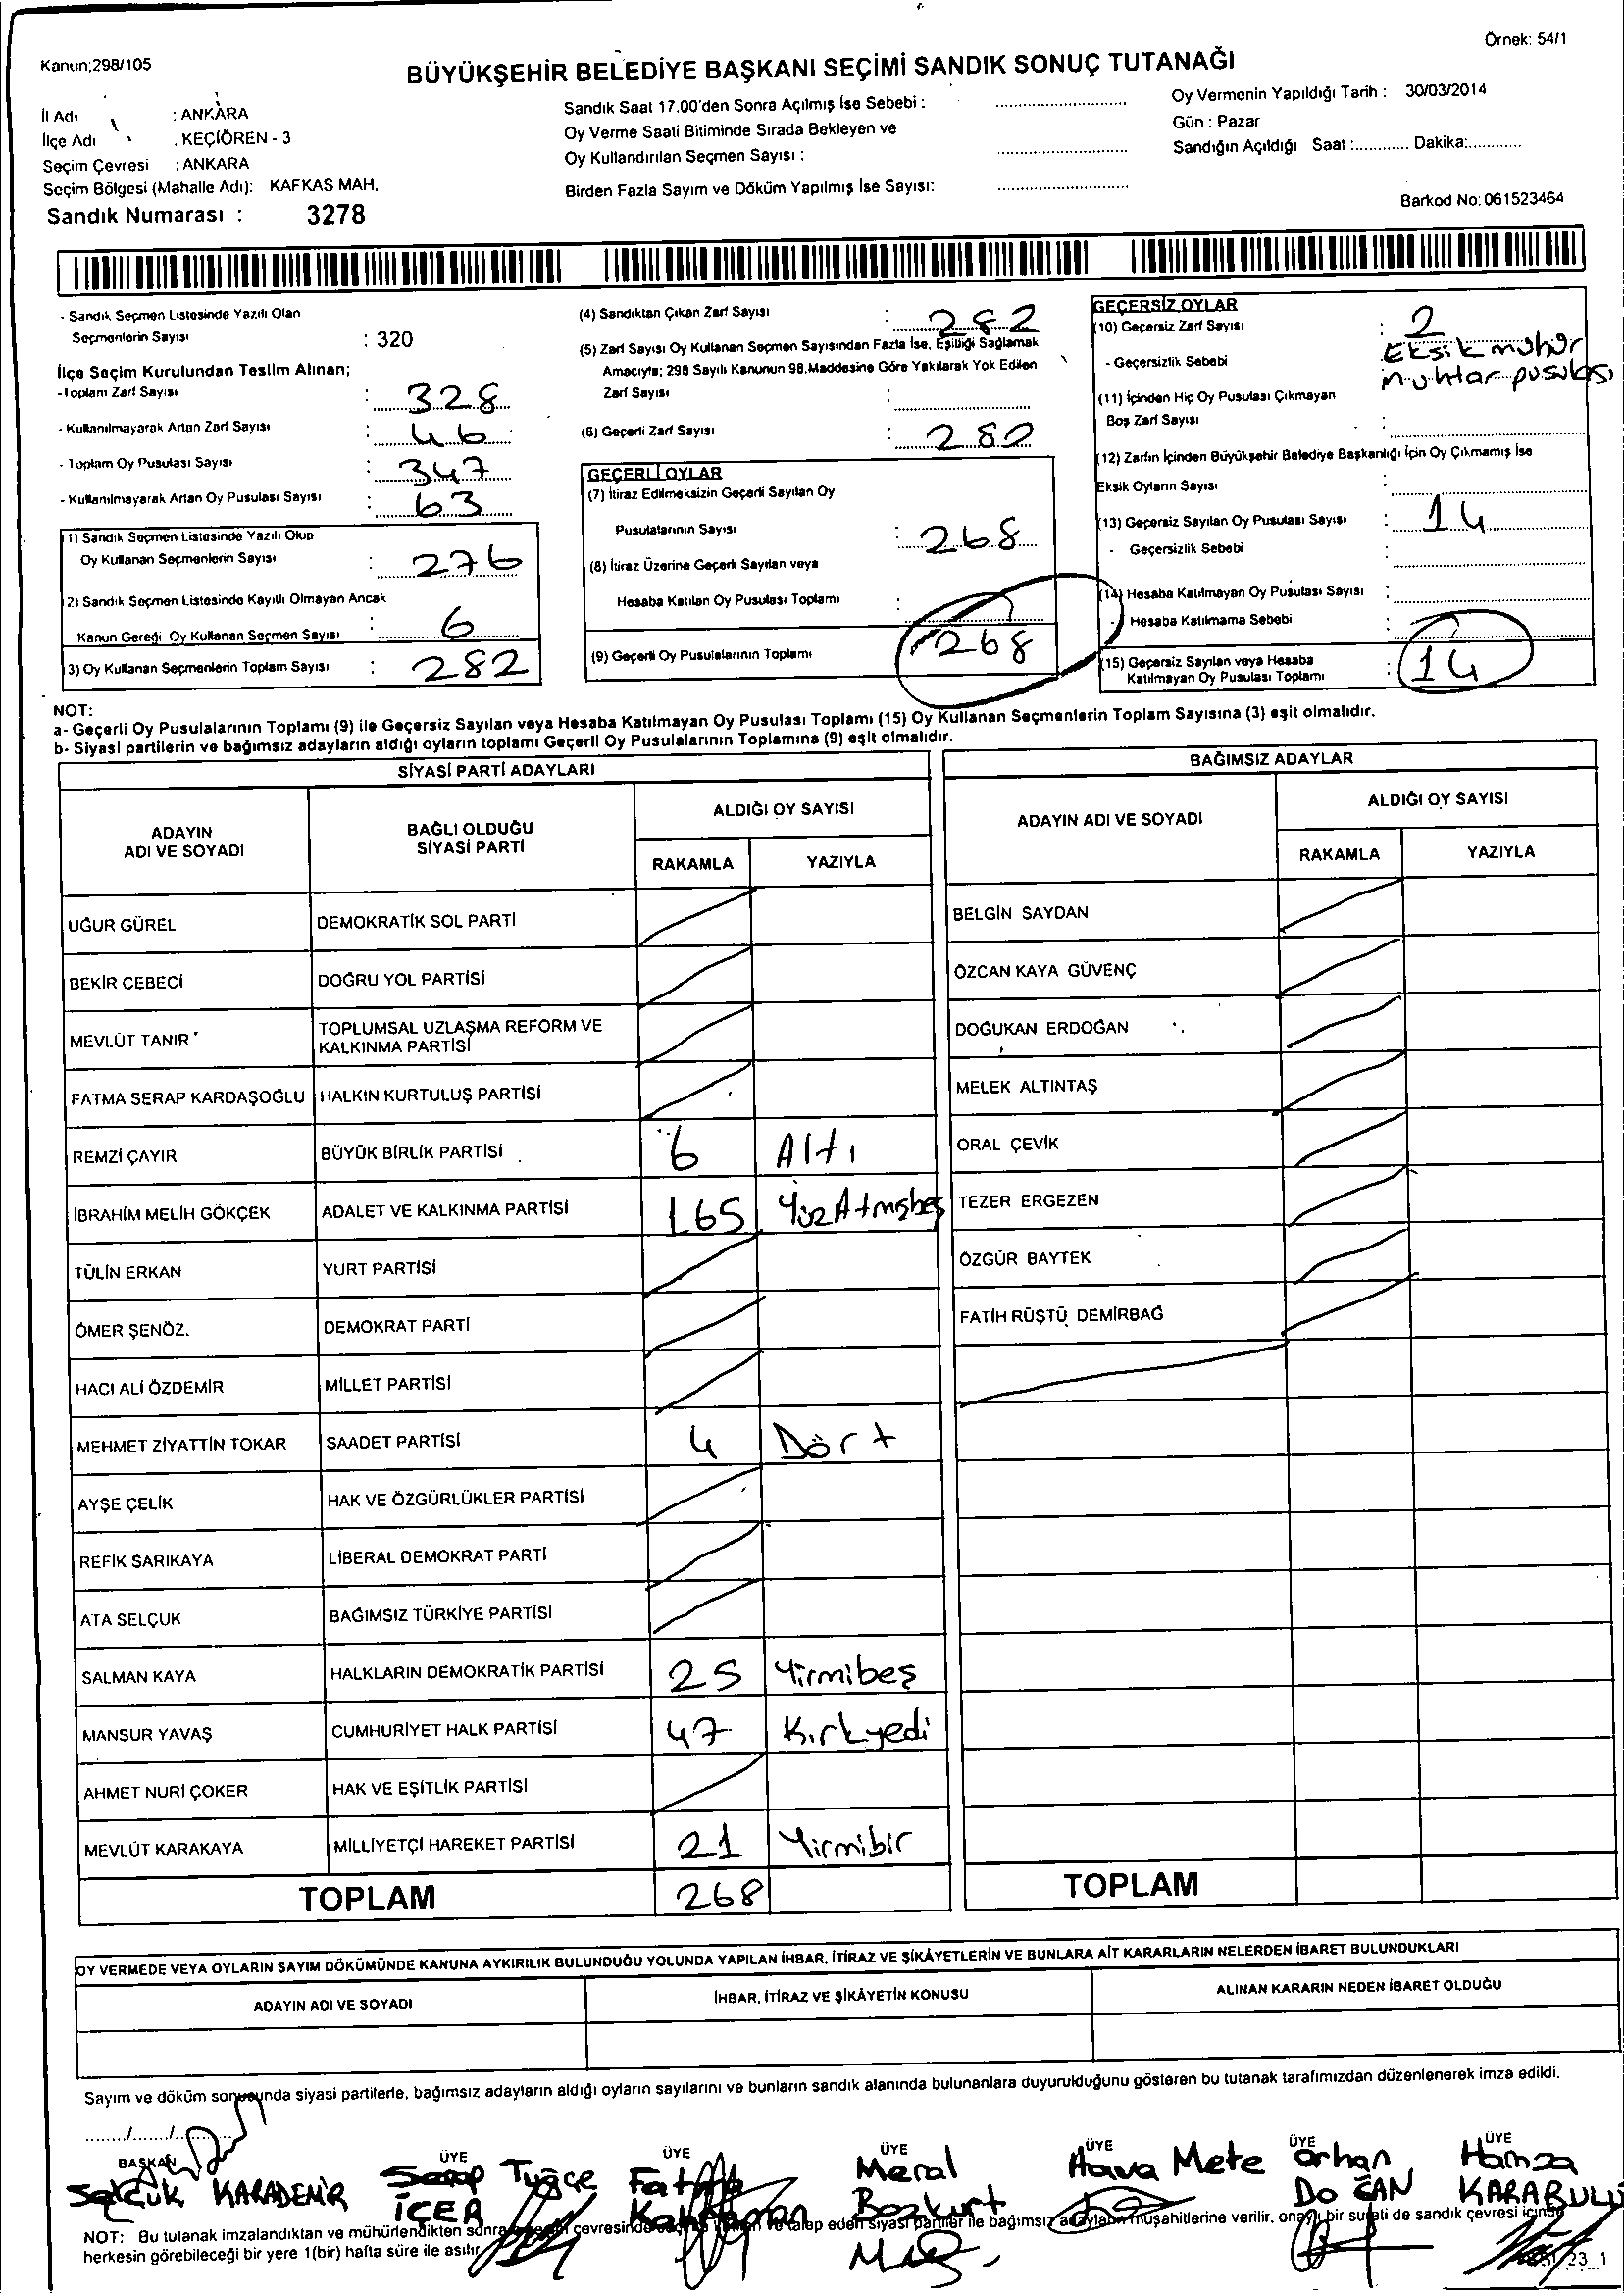 Örnek: 54/1
Kanun;298/105
BÜYÜKŞEHİR BELEDİYE BAŞKANI SEÇİMİ SANDIK SONUÇ TUTANAĞI
İl Adı : ANKARA
İlçe Adı . KEÇİÖREN - 3
Seçim Çevresi : ANKARA
Seçim Bölgesi (Mahalle Adı): KAFKAS MAH.
Sandık Numarası : 3278
Sandık Saat 17.00'den Sonra Açılmış İse Sebebi :
Oy Verme Saati Bitiminde Sırada Bekleyen ve
Oy Kullandırılan Seçmen Sayısı :
Birden Fazla Sayım ve Döküm Yapılmış İse Sayısı:
Oy Vermenin Yapıldığı Tarih : 30/03/2014
Gün : Pazar
Sandığın Açıldığı Saat :............ Dakika:............
Barkod No: 061523464
- Sandık Seçmen Listesinde Yazılı Olan
Seçmenlerin Sayısı : 320
İlçe Seçim Kurulundan Teslim Alınan;
-Toplam Zarf Sayısı : 328
- Kullanılmayarak Artan Zarf Sayısı : 46
- Toplam Oy Pusulası Sayısı : 347
- Kullanılmayarak Artan Oy Pusulası Sayısı : 63
(1) Sandık Seçmen Listesinde Yazılı Olup
Oy Kullanan Seçmenlerin Sayısı : 276
2) Sandık Seçmen Listesinde Kayıtlı Olmayan Ancak
Kanun Gereği Oy Kullanan Seçmen Sayısı : 6
3) Oy Kullanan Seçmenlerin Toplam Sayısı : 282
(4) Sandıktan Çıkan Zarf Sayısı : 282
(5) Zarf Sayısı Oy Kullanan Seçmen Sayısından Fazla İse, Eşitliği Sağlamak
Amacıyla; 298 Sayılı Kanunun 98.Maddesine Göre Yakılarak Yok Edilen
Zarf Sayısı :
(6) Geçerli Zarf Sayısı : 280
GEÇERLİ OYLAR
(7) İtiraz Edilmeksizin Geçerli Sayılan Oy
Pusulalarının Sayısı : 268
(8) İtiraz Üzerine Geçerli Sayılan veya
Hesaba Katılan Oy Pusulası Toplamı :
(9) Geçerli Oy Pusulalarının Toplamı 268
GEÇERSİZ OYLAR
(10) Geçersiz Zarf Sayısı : 2
- Geçersizlik Sebebi Eksik mühür
muhtar pusulası
(11) İçinden Hiç Oy Pusulası Çıkmayan
Boş Zarf Sayısı :
(12) Zarfın İçinden Büyükşehir Belediye Başkanlığı İçin Oy Çıkmamış İse
Eksik Oyların Sayısı :
(13) Geçersiz Sayılan Oy Pusulası Sayısı : 14
- Geçersizlik Sebebi :
(14) Hesaba Katılmayan Oy Pusulası Sayısı :
- Hesaba Katılmama Sebebi :
(15) Geçersiz Sayılan veya Hesaba
Katılmayan Oy Pusulası Toplamı : 14
NOT:
a- Geçerli Oy Pusulalarının Toplamı (9) ile Geçersiz Sayılan veya Hesaba Katılmayan Oy Pusulası Toplamı (15) Oy Kullanan Seçmenlerin Toplam Sayısına (3) eşit olmalıdır.
b- Siyasi partilerin ve bağımsız adayların aldığı oyların toplamı Geçerli Oy Pusulalarının Toplamına (9) eşit olmalıdır.
SİYASİ PARTİ ADAYLARI
ADAYIN
ADI VE SOYADI
BAĞLI OLDUĞU
SİYASİ PARTİ
ALDIĞI OY SAYISI
RAKAMLA YAZIYLA
UĞUR GÜREL DEMOKRATİK SOL PARTİ
BEKİR CEBECİ DOĞRU YOL PARTİSİ
MEVLÜT TANIR TOPLUMSAL UZLAŞMA REFORM VE
KALKINMA PARTİSİ
FATMA SERAP KARDAŞOĞLU HALKIN KURTULUŞ PARTİSİ
REMZİ ÇAYIR BÜYÜK BİRLİK PARTİSİ 6 Altı
İBRAHİM MELİH GÖKÇEK ADALET VE KALKINMA PARTİSİ 165 YüzAtmışbeş
TÜLİN ERKAN YURT PARTİSİ
ÖMER ŞENÖZ. DEMOKRAT PARTİ
HACI ALİ ÖZDEMİR MİLLET PARTİSİ
MEHMET ZİYATTİN TOKAR SAADET PARTİSİ 4 Dört
AYŞE ÇELİK HAK VE ÖZGÜRLÜKLER PARTİSİ
REFİK SARIKAYA LİBERAL DEMOKRAT PARTİ
ATA SELÇUK BAĞIMSIZ TÜRKİYE PARTİSİ
SALMAN KAYA HALKLARIN DEMOKRATİK PARTİSİ 25 Yirmibeş
MANSUR YAVAŞ CUMHURİYET HALK PARTİSİ 47 Kırkyedi
AHMET NURİ ÇOKER HAK VE EŞİTLİK PARTİSİ
MEVLÜT KARAKAYA MİLLİYETÇİ HAREKET PARTİSİ 21 Yirmibir
TOPLAM 268
BAĞIMSIZ ADAYLAR
ADAYIN ADI VE SOYADI
ALDIĞI OY SAYISI
RAKAMLA YAZIYLA
BELGİN SAYDAN
ÖZCAN KAYA GÜVENÇ
DOĞUKAN ERDOĞAN
MELEK ALTINTAŞ
ORAL ÇEVİK
TEZER ERGEZEN
ÖZGÜR BAYTEK
FATİH RÜŞTÜ DEMİRBAĞ
TOPLAM
OY VERMEDE VEYA OYLARIN SAYIM DÖKÜMÜNDE KANUNA AYKIRILIK BULUNDUĞU YOLUNDA YAPILAN İHBAR, İTİRAZ VE ŞİKÂYETLERİN VE BUNLARA AİT KARARLARIN NELERDEN İBARET BULUNDUKLARI
ADAYIN ADI VE SOYADI İHBAR, İTİRAZ VE ŞİKÂYETİN KONUSU ALINAN KARARIN NEDEN İBARET OLDUĞU
Sayım ve döküm sonucunda siyasi partilerle, bağımsız adayların aldığı oyların sayılarını ve bunların sandık alanında bulunanlara duyurulduğunu gösteren bu tutanak tarafımızdan düzenlenerek imza edildi.
......./......./............
BAŞKAN ÜYE ÜYE ÜYE ÜYE ÜYE ÜYE
Selçuk KARADENİR Tuğçe İÇER Fatma Kahraman Meral Bozkurt Hava Mete Orhan DOĞAN Hamza KARABULU
NOT: Bu tutanak imzalandıktan ve mühürlendikten sonra çevresinde talep eden siyasi partiler ile bağımsız adayların müşahitlerine verilir. onaylı bir sureti de sandık çevresi içinde
herkesin görebileceği bir yere 1(bir) hafta süre ile asılır.